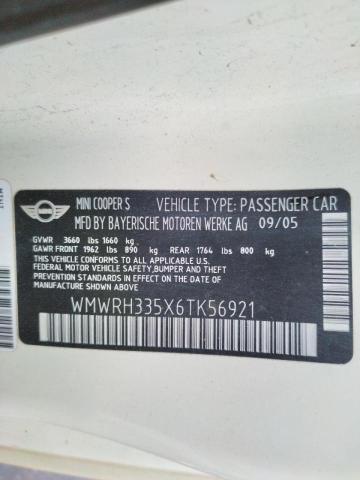 MINI COOPER S VEHICLE TYPE: PASSENGER CAR
MFD BY BAYERISCHE MOTOREN WERKE AG 09/05
GVWR 3660 lbs 1660 kg
GAWR FRONT 1962 lbs 890 kg REAR 1764 lbs 800 kg
THIS VEHICLE CONFORMS TO ALL APPLICABLE U.S.
FEDERAL MOTOR VEHICLE SAFETY,BUMPER AND THEFT
PREVENTION STANDARDS IN EFFECT ON THE DATE OF
MANUFACTURE SHOWN ABOVE.
WMWRH335X6TK56921
MINI